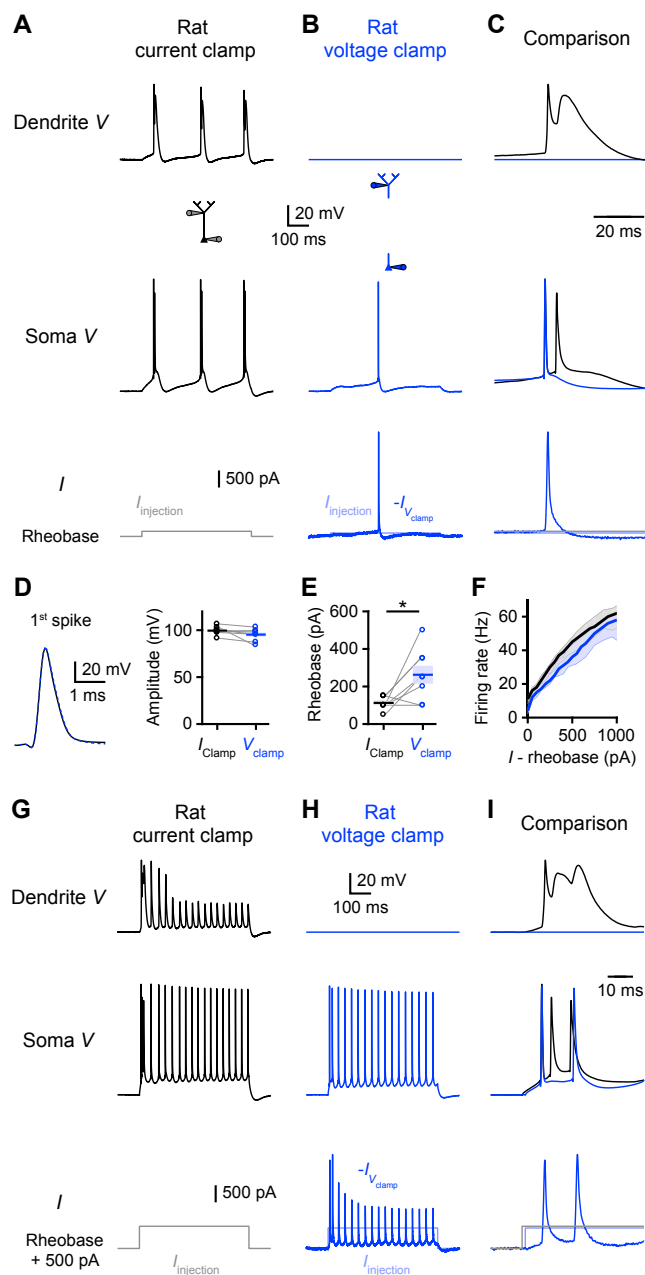 A
Rat
current clamp
B
Rat
voltage clamp
C
Comparison
Dendrite V
20 mV
100 ms
20 ms
Soma V
I
500 pA
Iinjection
Iinjection
-IVclamp
Rheobase
D
1st spike
20 mV
1 ms
Amplitude (mV)
100
50
0
IClamp
Vclamp
E
Rheobase (pA)
600
400
200
0
*
IClamp
Vclamp
F
Firing rate (Hz)
60
40
20
0
0
500
1000
I - rheobase (pA)
G
Rat
current clamp
H
Rat
voltage clamp
I
Comparison
Dendrite V
20 mV
100 ms
10 ms
Soma V
-IVclamp
I
500 pA
Rheobase
+ 500 pA
Iinjection
Iinjection